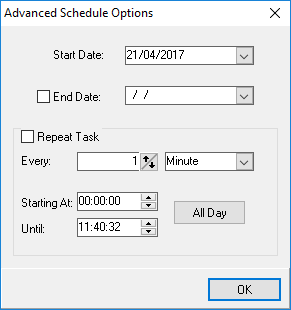 Advanced Schedule Options
Start Date: 21/04/2017
End Date: / /
Repeat Task
Every: 1 Minute
Starting At: 00:00:00
All Day
Until: 11:40:32
OK